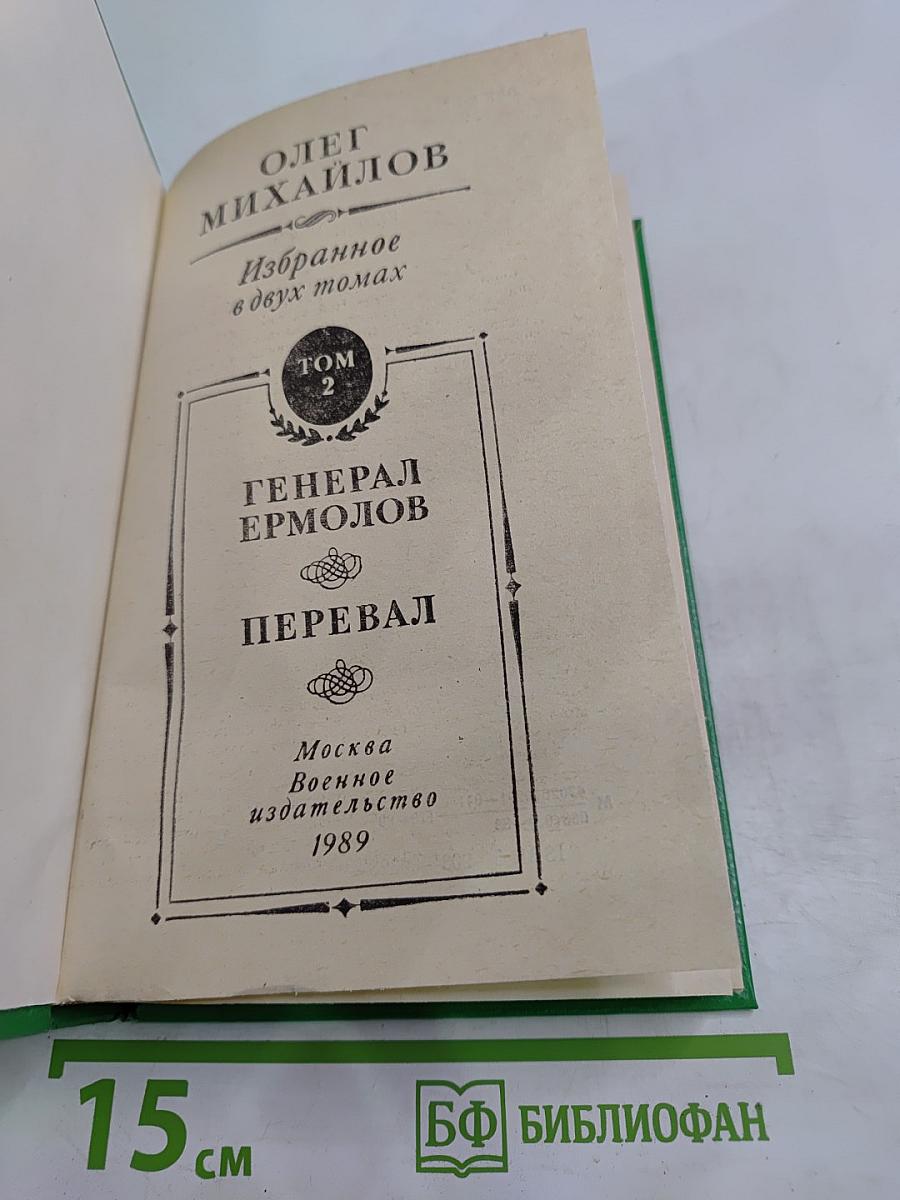 ОЛЕГ
МИХАЙЛОВ
Избранное
в двух томах
ТОМ
2
ГЕНЕРАЛ
ЕРМОЛОВ
ПЕРЕВАЛ
Москва
Военное
издательство
1989
15 см
БФ БИБЛИОФАН